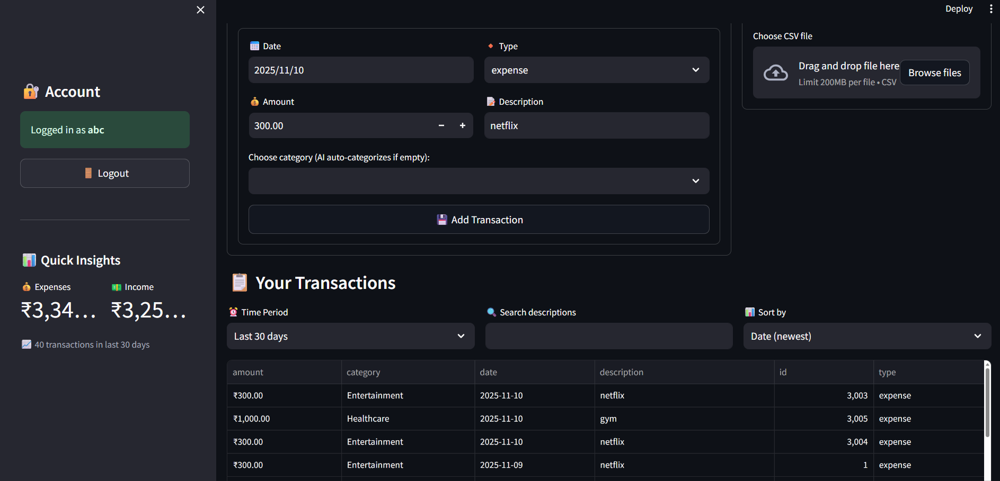 Deploy
Account
Logged in as abc
Logout
Quick Insights
Expenses
Income
₹3,34...
₹3,25...
40 transactions in last 30 days
Date
Type
2025/11/10
expense
Amount
Description
300.00
netflix
Choose category (AI auto-categorizes if empty):
Add Transaction
Choose CSV file
Drag and drop file here
Limit 200MB per file • CSV
Browse files
Your Transactions
Time Period
Search descriptions
Sort by
Last 30 days
Date (newest)
amount category date description id type
₹300.00 Entertainment 2025-11-10 netflix 3,003 expense
₹1,000.00 Healthcare 2025-11-10 gym 3,005 expense
₹300.00 Entertainment 2025-11-10 netflix 3,004 expense
₹300.00 Entertainment 2025-11-09 netflix 1 expense